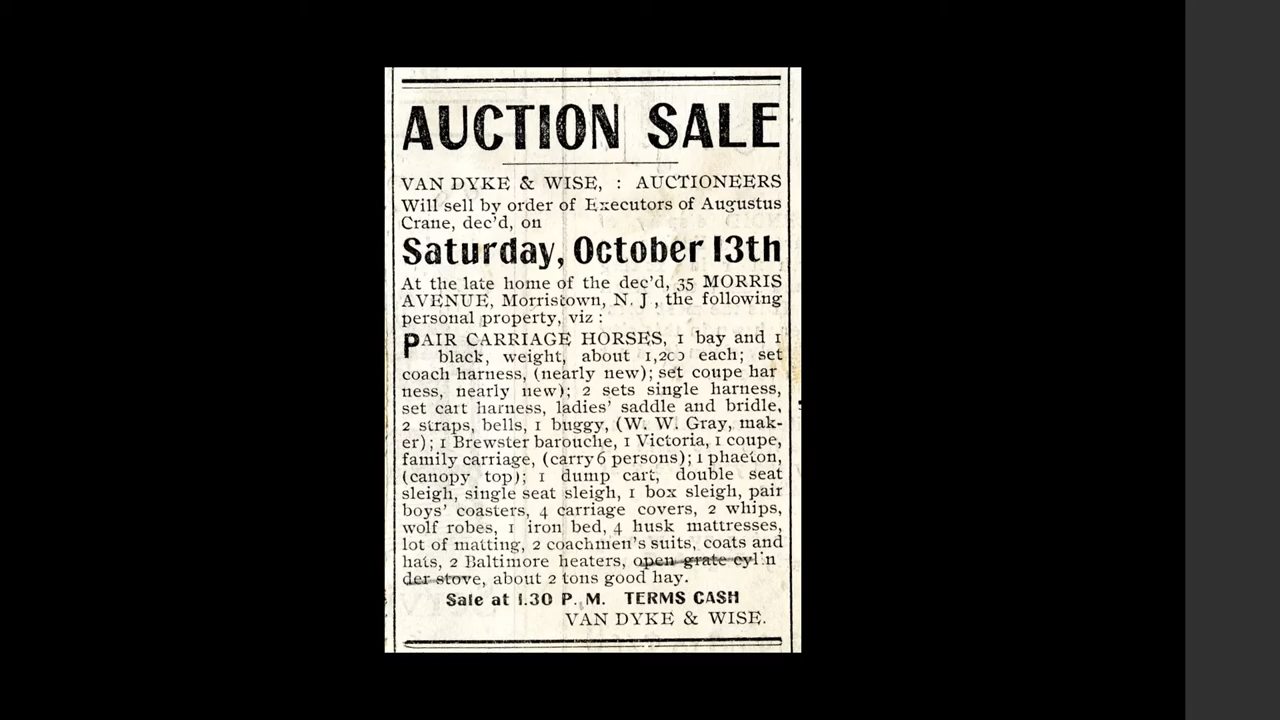 AUCTION SALE
VAN DYKE & WISE, : AUCTIONEERS
Will sell by order of Executors of Augustus
Crane, dec'd, on
Saturday, October 13th
At the late home of the dec'd, 35 MORRIS
AVENUE, Morristown, N. J , the following
personal property, viz :
PAIR CARRIAGE HORSES, 1 bay and 1
black, weight, about 1,200 each; set
coach harness, (nearly new); set coupe har
ness, nearly new); 2 sets single harness,
set cart harness, ladies' saddle and bridle,
2 straps, bells, 1 buggy, (W. W. Gray, mak-
er); 1 Brewster barouche, 1 Victoria, 1 coupe,
family carriage, (carry 6 persons); 1 phaeton,
(canopy top); 1 dump cart, double seat
sleigh, single seat sleigh, 1 box sleigh, pair
boys' coasters, 4 carriage covers, 2 whips,
wolf robes, 1 iron bed, 4 husk mattresses,
lot of matting, 2 coachmen's suits, coats and
hats, 2 Baltimore heaters, open grate cylin
der stove, about 2 tons good hay.
Sale at 1.30 P. M. TERMS CASH
VAN DYKE & WISE.